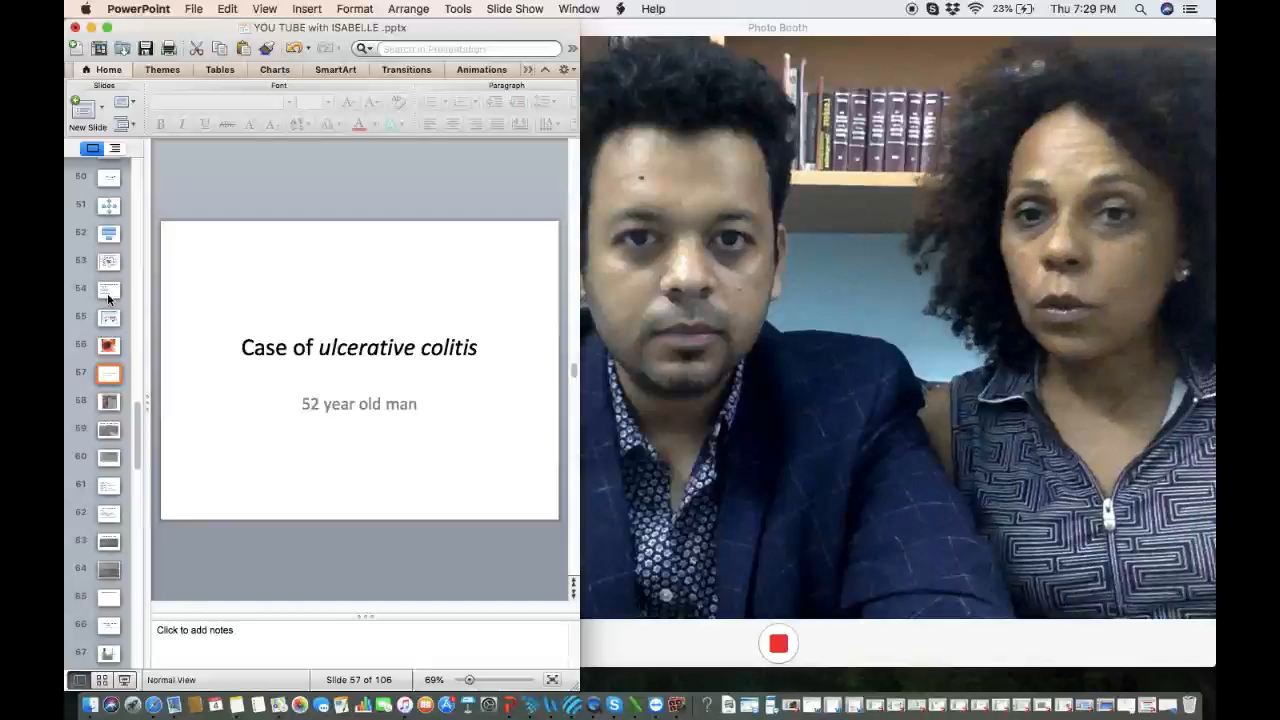 PowerPoint File Edit View Insert Format Arrange Tools Slide Show Window Help 23% Thu 7:29 PM
YOU TUBE with ISABELLE .pptx
Photo Booth
Search in Presentation
Home Themes Tables Charts SmartArt Transitions Animations
Slides Font Paragraph
New Slide
50
51
52
53
54
55
56
57
58
59
60
61
62
63
64
65
66
67
Case of ulcerative colitis
52 year old man
Click to add notes
Normal View Slide 57 of 106 69%